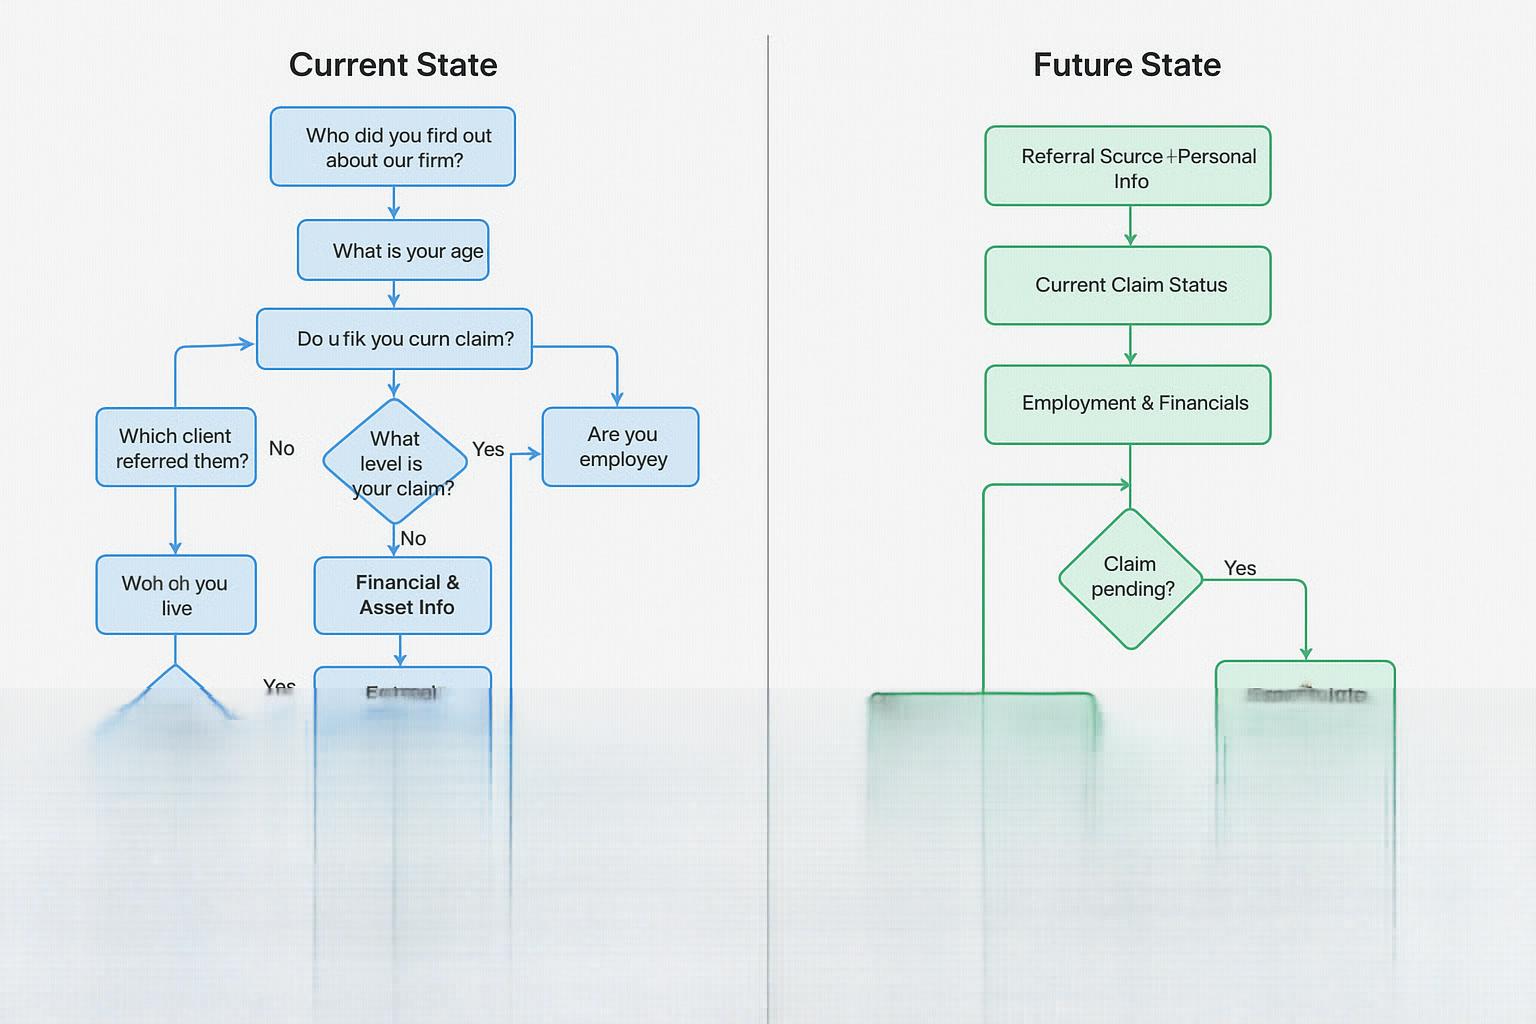 Current State
Who did you fird out
about our firm?
What is your age
Do u fik you curn claim?
Which client
referred them?
No
What
level is
your claim?
Yes
Are you
employey
No
Woh oh you
live
Financial &
Asset Info
Yes
Future State
Referral Scurce +Personal
Info
Current Claim Status
Employment & Financials
Claim
pending?
Yes